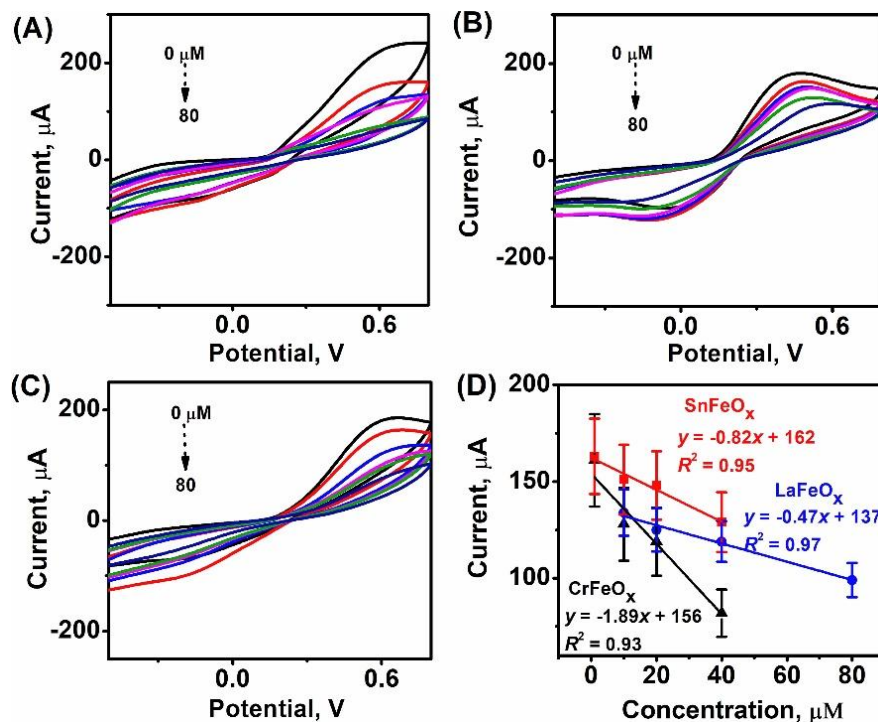 (A)
200
0
-200
Current, μA
0 μM
80
0.0
0.6
Potential, V
(B)
200
0
-200
Current, μA
0 μM
80
0.0
0.6
Potential, V
(C)
200
0
-200
Current, μA
0 μM
80
0.0
0.6
Potential, V
(D)
200
150
100
Current, μA
SnFeOₓ
y = -0.82x + 162
R² = 0.95
LaFeOₓ
y = -0.47x + 137
R² = 0.97
CrFeOₓ
y = -1.89x + 156
R² = 0.93
0 20 40 60 80
Concentration, μM